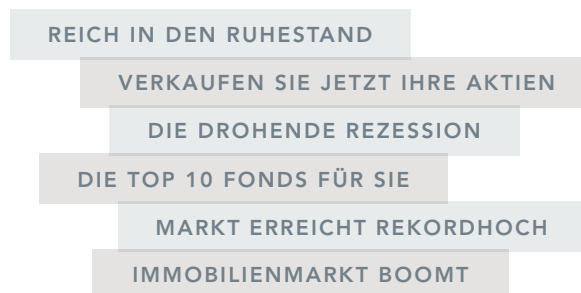 REICH IN DEN RUHESTAND
VERKAUFEN SIE JETZT IHRE AKTIEN
DIE DROHENDE REZESSION
DIE TOP 10 FONDS FÜR SIE
MARKT ERREICHT REKORDHOCH
IMMOBILIENMARKT BOOMT